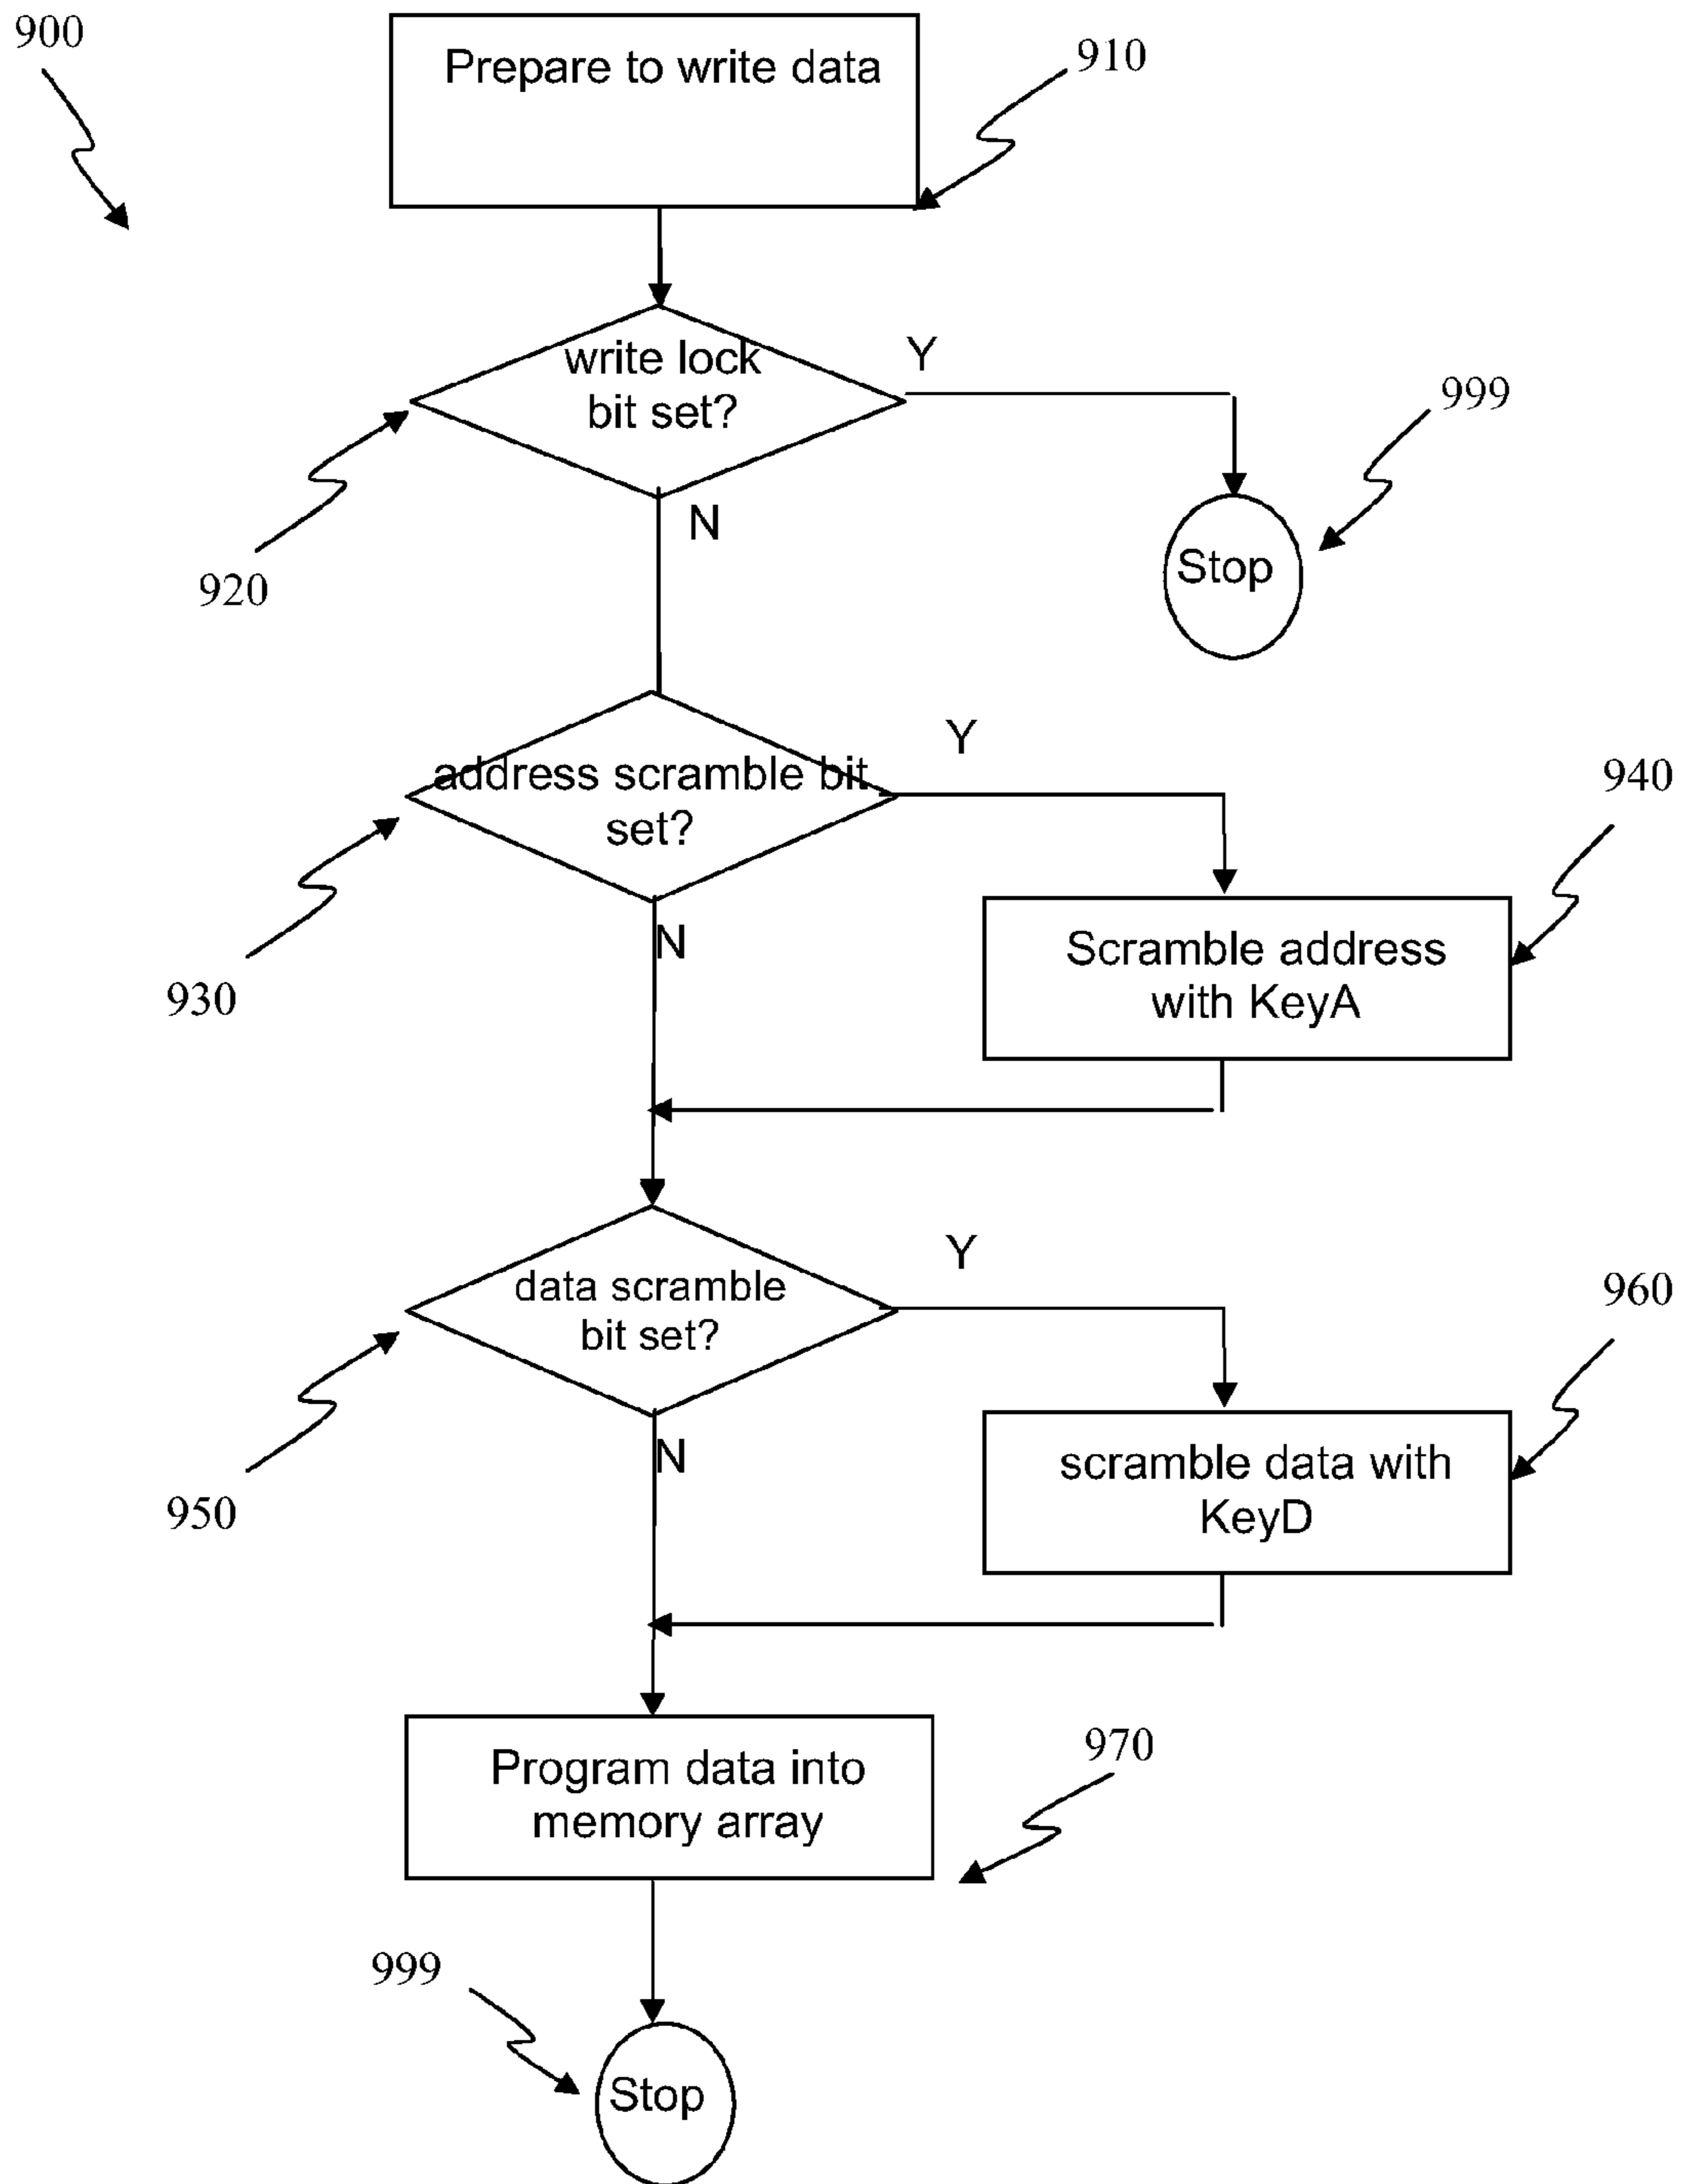 900
Prepare to write data
910
write lock
bit set?
Y
999
Stop
N
920
address scramble bit
set?
Y
940
Scramble address
with KeyA
N
930
data scramble
bit set?
Y
960
scramble data with
KeyD
N
950
Program data into
memory array
970
999
Stop